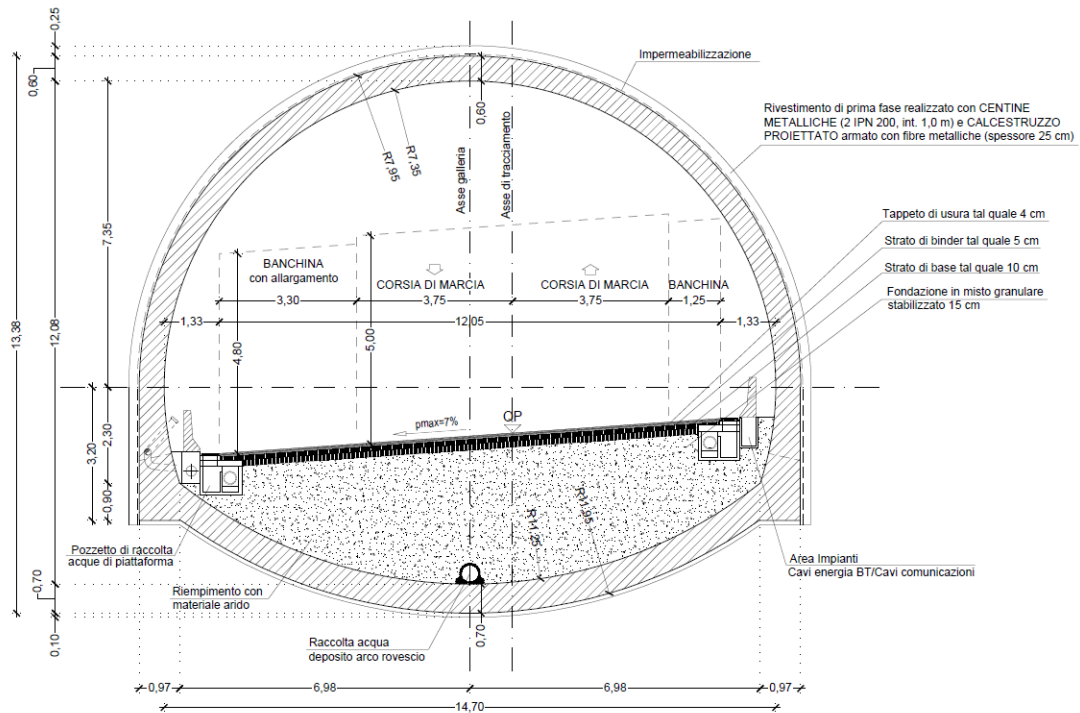 0,25
13,38
0,60
0,60
Impermeabilizzazione
Rivestimento di prima fase realizzato con CENTINE
METALLICHE (2 IPN 200, int. 1,0 m) e CALCESTRUZZO
PROIETTATO armato con fibre metalliche (spessore 25 cm)
R7,95
R7,35
Asse galleria
Asse di tracciamento
7,35
12,08
Tappeto di usura tal quale 4 cm
Strato di binder tal quale 5 cm
Strato di base tal quale 10 cm
Fondazione in misto granulare
stabilizzato 15 cm
BANCHINA
con allargamento
CORSIA DI MARCIA
CORSIA DI MARCIA
BANCHINA
3,30
3,75
3,75
1,25
1,33
12,05
1,33
4,80
5,00
QP
pmax=7%
2,30
3,20
0,90
R11,25
R11,95
Pozzetto di raccolta
acque di piattaforma
Riempimento con
materiale arido
Area Impianti
Cavi energia BT/Cavi comunicazioni
0,70
0,70
0,10
Raccolta acqua
deposito arco rovescio
0,97
6,98
6,98
0,97
14,70